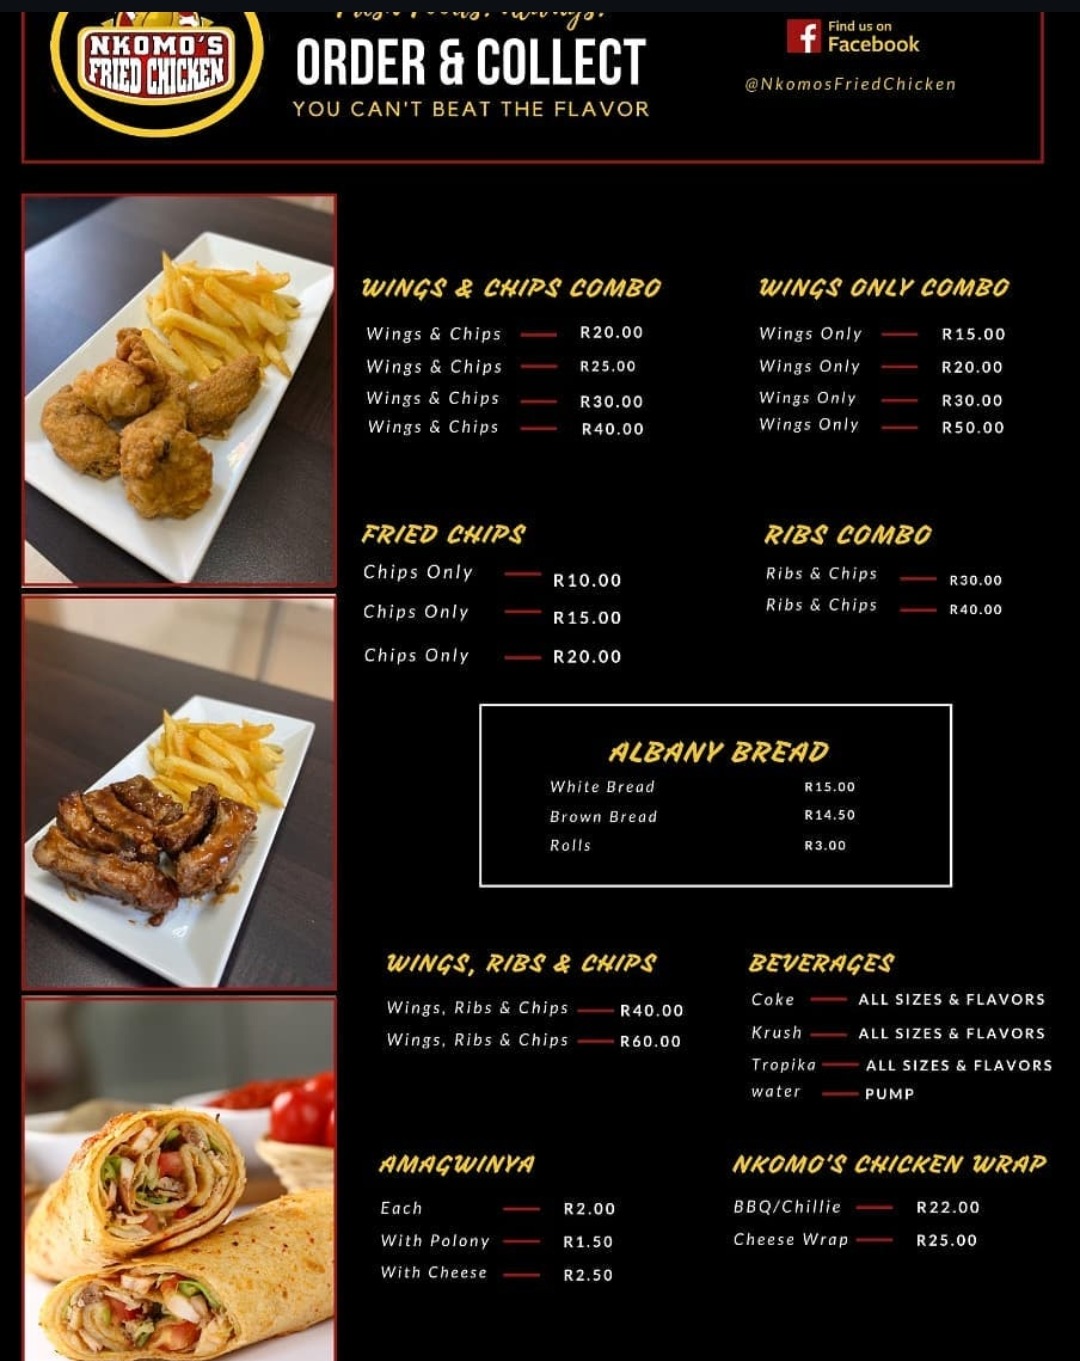 NKOMO'S
FRIED CHICKEN
ORDER & COLLECT
YOU CAN'T BEAT THE FLAVOR
Find us on
Facebook
@NkomosFriedChicken
WINGS & CHIPS COMBO
Wings & Chips R20.00
Wings & Chips R25.00
Wings & Chips R30.00
Wings & Chips R40.00
WINGS ONLY COMBO
Wings Only R15.00
Wings Only R20.00
Wings Only R30.00
Wings Only R50.00
FRIED CHIPS
Chips Only R10.00
Chips Only R15.00
Chips Only R20.00
RIBS COMBO
Ribs & Chips R30.00
Ribs & Chips R40.00
ALBANY BREAD
White Bread R15.00
Brown Bread R14.50
Rolls R3.00
WINGS, RIBS & CHIPS
Wings, Ribs & Chips R40.00
Wings, Ribs & Chips R60.00
BEVERAGES
Coke ALL SIZES & FLAVORS
Krush ALL SIZES & FLAVORS
Tropika ALL SIZES & FLAVORS
water PUMP
AMAGWINYA
Each R2.00
With Polony R1.50
With Cheese R2.50
NKOMO'S CHICKEN WRAP
BBQ/Chillie R22.00
Cheese Wrap R25.00